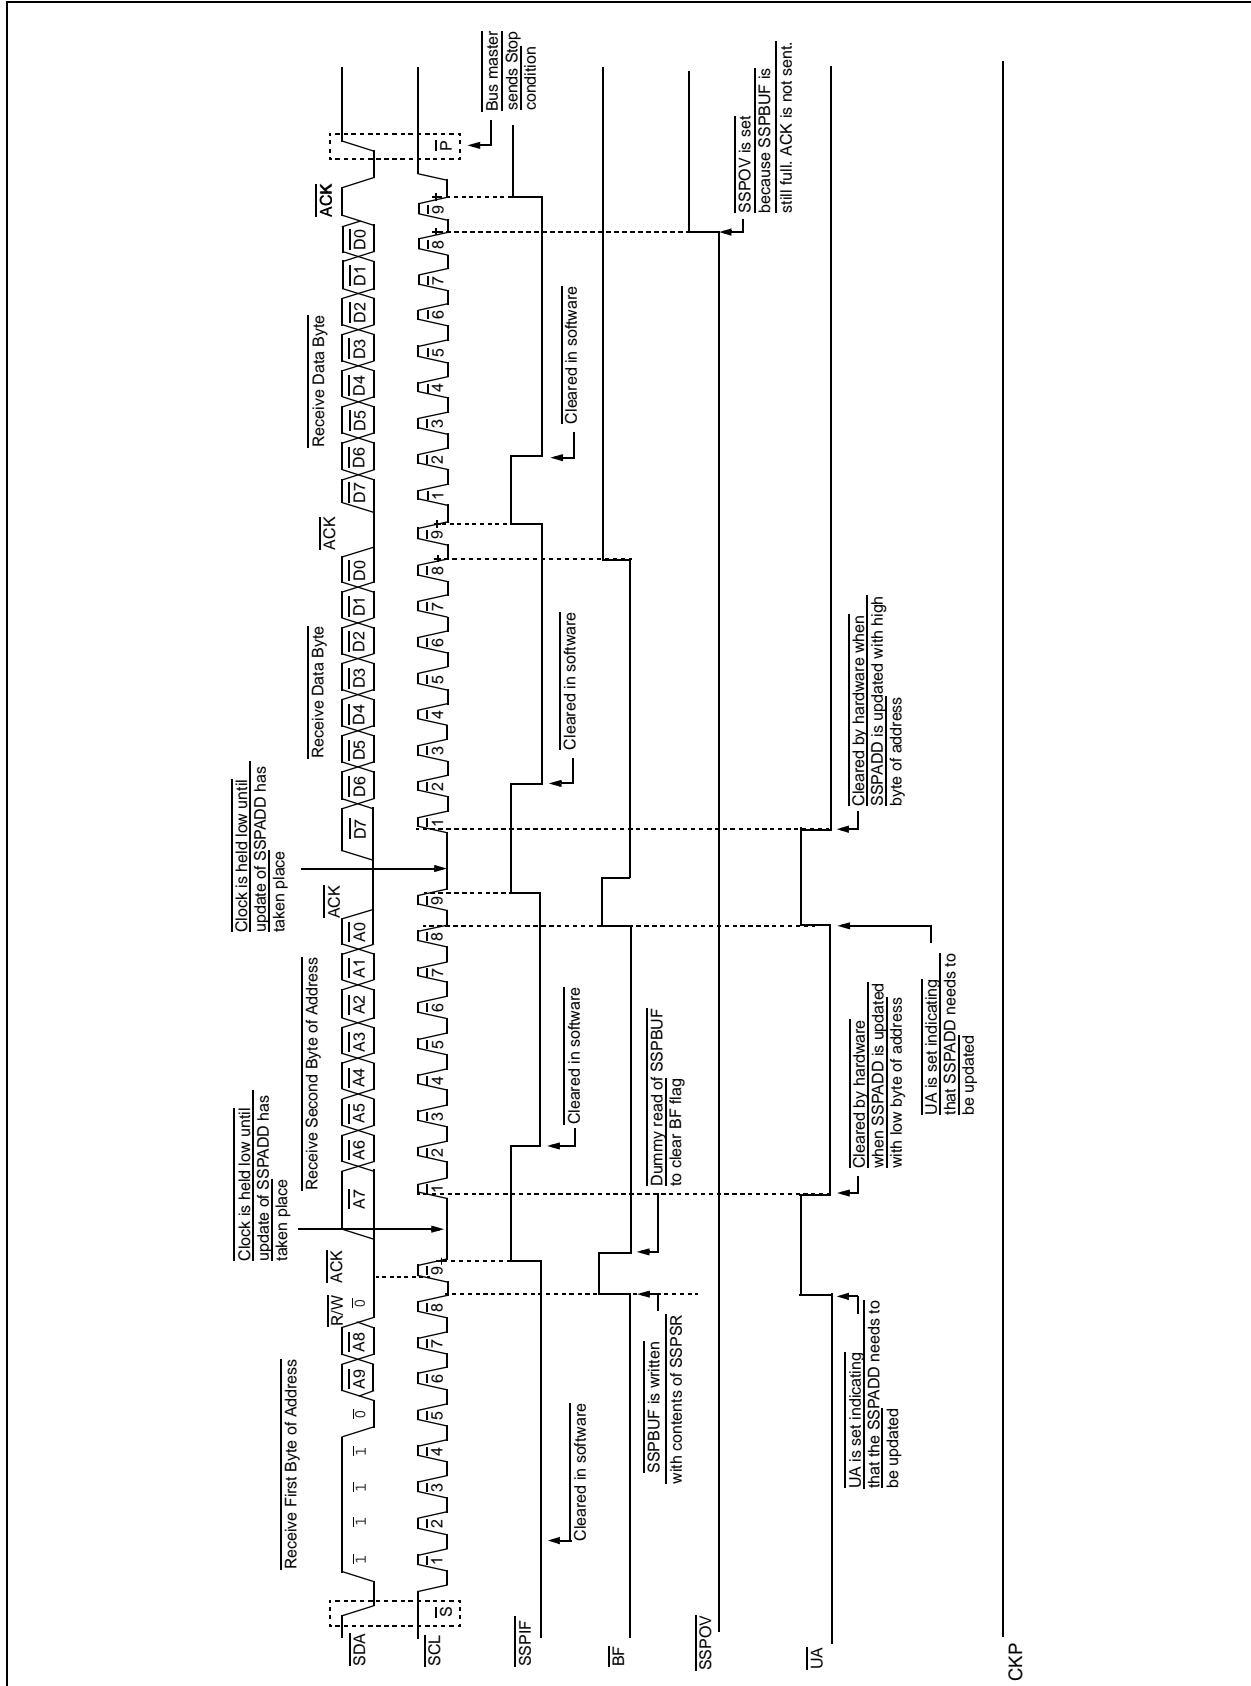 Receive First Byte of Address
R/W
ACK
Clock is held low until
update of SSPADD has
taken place
Receive Second Byte of Address
ACK
Clock is held low until
update of SSPADD has
taken place
Receive Data Byte
ACK
Receive Data Byte
ACK
SDA
1 1 1 1 0 A9 A8 0 A7 A6 A5 A4 A3 A2 A1 A0 D7 D6 D5 D4 D3 D2 D1 D0 D7 D6 D5 D4 D3 D2 D1 D0
SCL
S 1 2 3 4 5 6 7 8 9 1 2 3 4 5 6 7 8 9 1 2 3 4 5 6 7 8 9 1 2 3 4 5 6 7 8 9 P
Bus master
sends Stop
condition
SSPIF
Cleared in software
Cleared in software
Cleared in software
Cleared in software
BF
SSPBUF is written
with contents of SSPSR
Dummy read of SSPBUF
to clear BF flag
SSPOV
SSPOV is set
because SSPBUF is
still full. ACK is not sent.
UA
UA is set indicating
that the SSPADD needs to
be updated
Cleared by hardware
when SSPADD is updated
with low byte of address
UA is set indicating
that SSPADD needs to
be updated
Cleared by hardware when
SSPADD is updated with high
byte of address
CKP